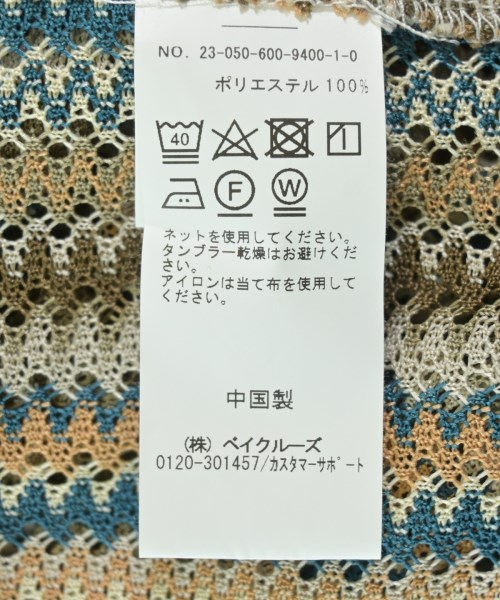 NO. 23-050-600-9400-1-0
ポリエステル 100%
40
F W
ネットを使用してください。
タンブラー乾燥はお避けくだ
さい。
アイロンは当て布を使用して
ください。
中国製
(株) ベイクルーズ
0120-301457/ｶｽﾀﾏｰｻﾎﾟｰﾄ